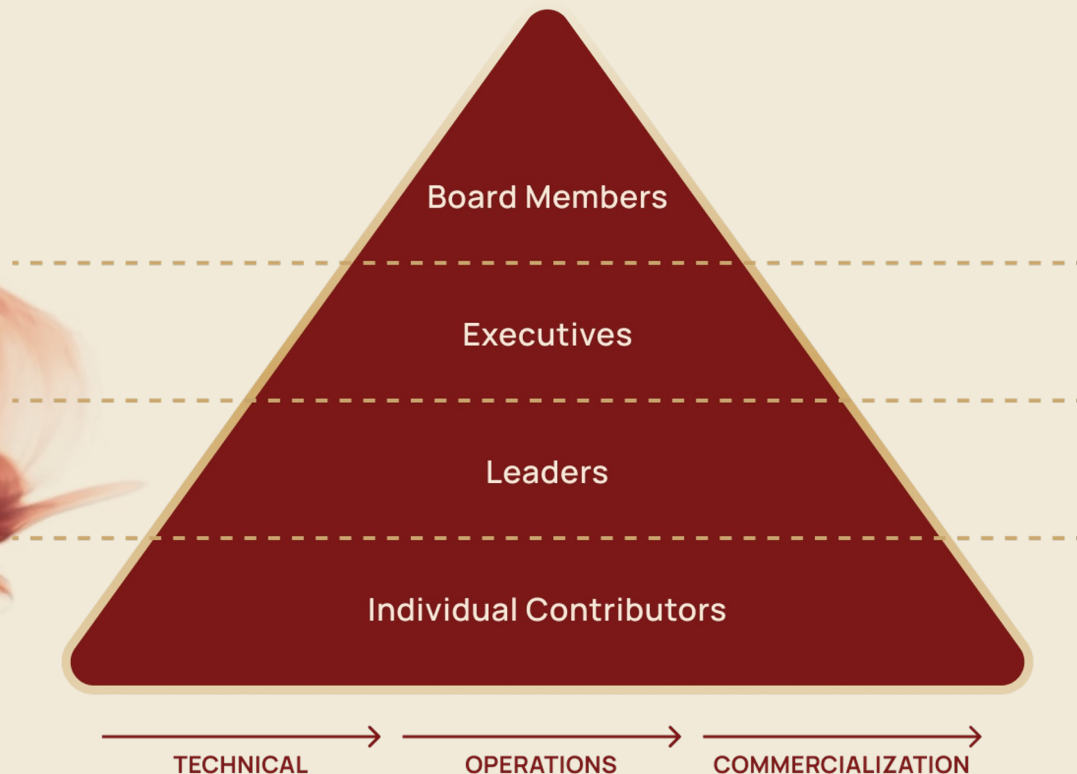 Board Members
Executives
Leaders
Individual Contributors
TECHNICAL
OPERATIONS
COMMERCIALIZATION